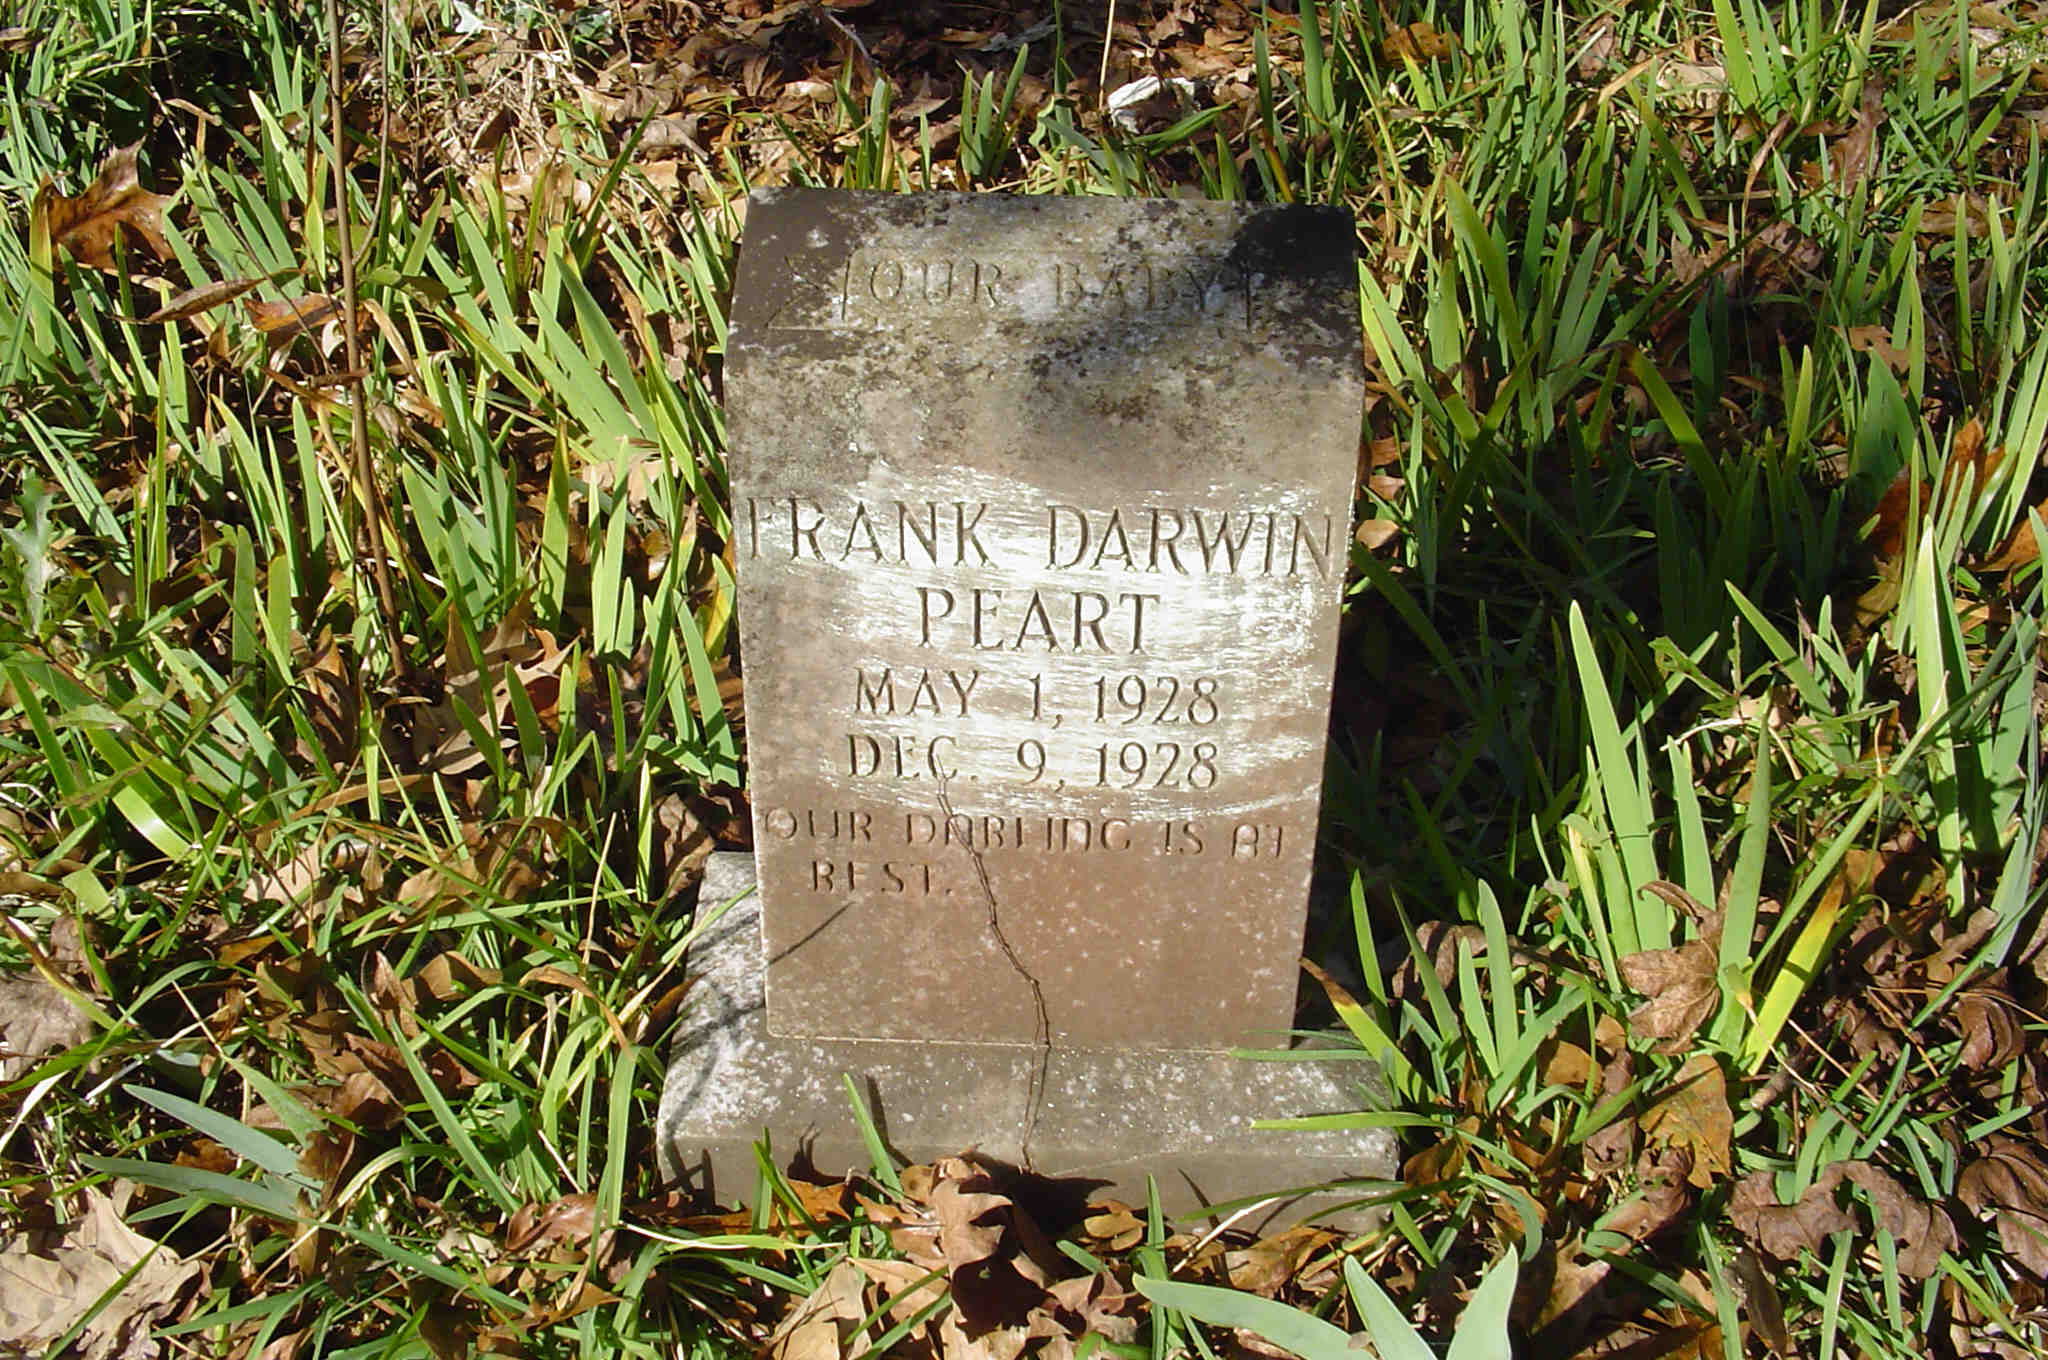 OUR BABY
FRANK DARWIN
PEART
MAY 1, 1928
DEC. 9, 1928
OUR DARLING IS AT
REST.